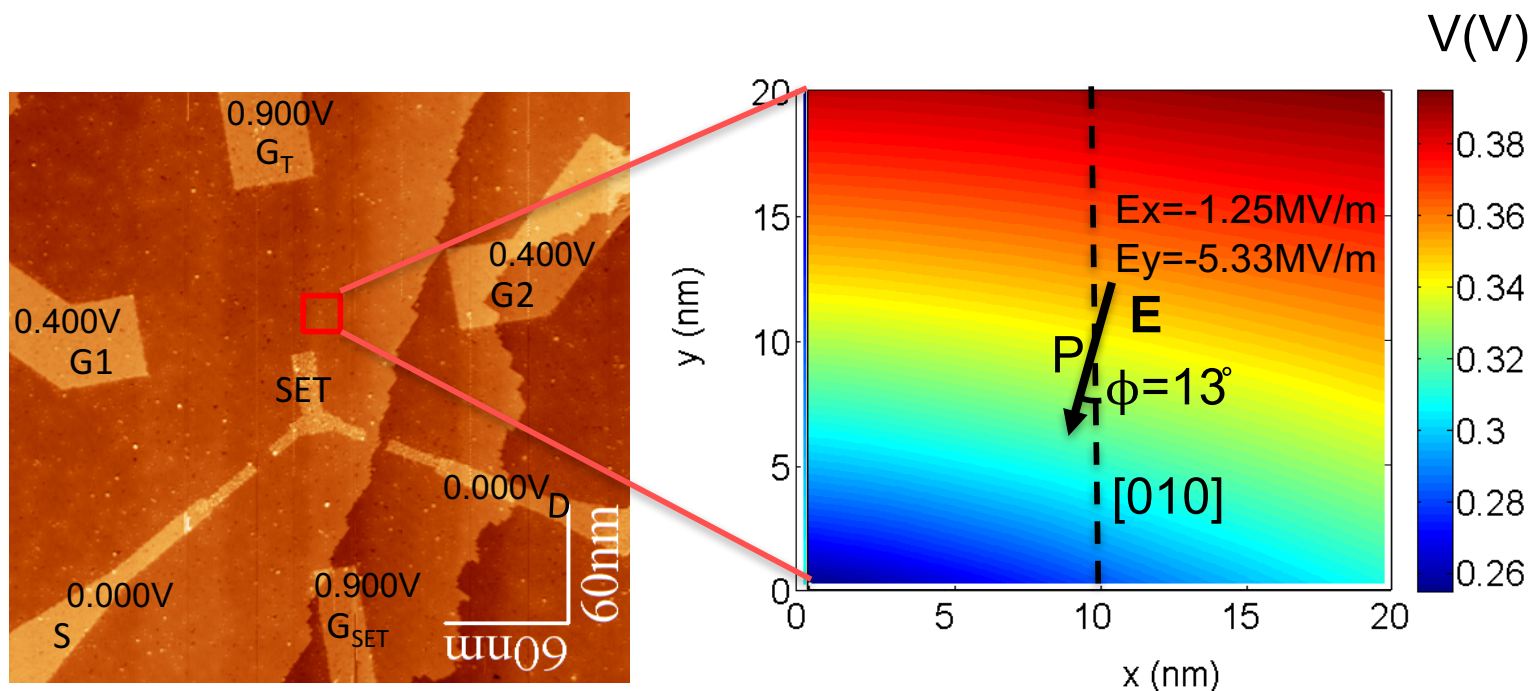 0.900V
G_T
0.400V
G2
0.400V
G1
SET
0.000V
D
0.000V
S
0.900V
G_SET
60nm
60nm
V(V)
20
15
10
5
0
y (nm)
Ex=-1.25MV/m
Ey=-5.33MV/m
E
P
ϕ=13°
[010]
0
5
10
15
20
x (nm)
0.38
0.36
0.34
0.32
0.3
0.28
0.26